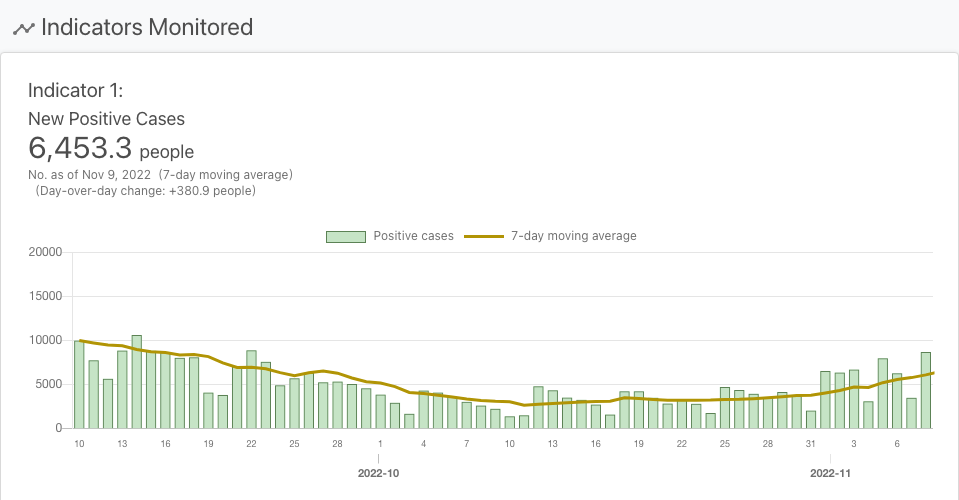 Indicators Monitored
Indicator 1:
New Positive Cases
6,453.3 people
No. as of Nov 9, 2022 (7-day moving average)
(Day-over-day change: +380.9 people)
Positive cases 7-day moving average
20000
15000
10000
5000
0
10 13 16 19 22 25 28 1 4 7 10 13 16 19 22 25 28 31 3 6
2022-10 2022-11